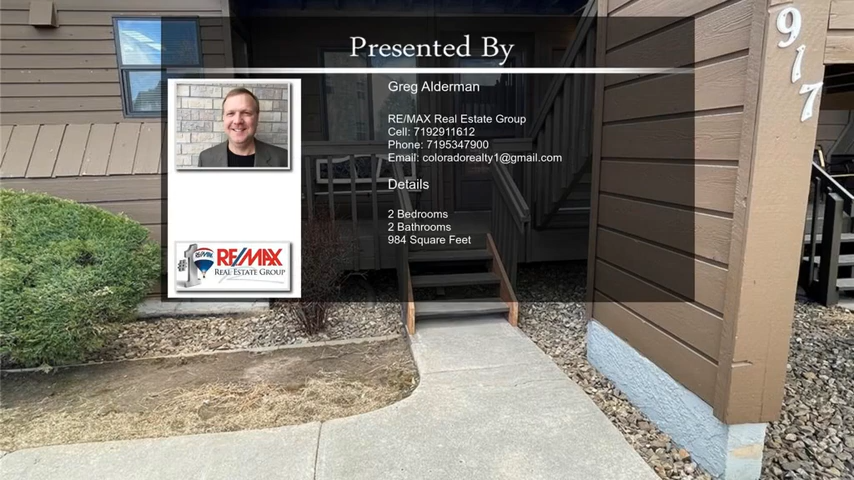 Presented By
Greg Alderman
RE/MAX Real Estate Group
Cell: 7192911612
Phone: 7195347900
Email: coloradorealty1@gmail.com
Details
2 Bedrooms
2 Bathrooms
984 Square Feet
RE/MAX
REAL ESTATE GROUP
917